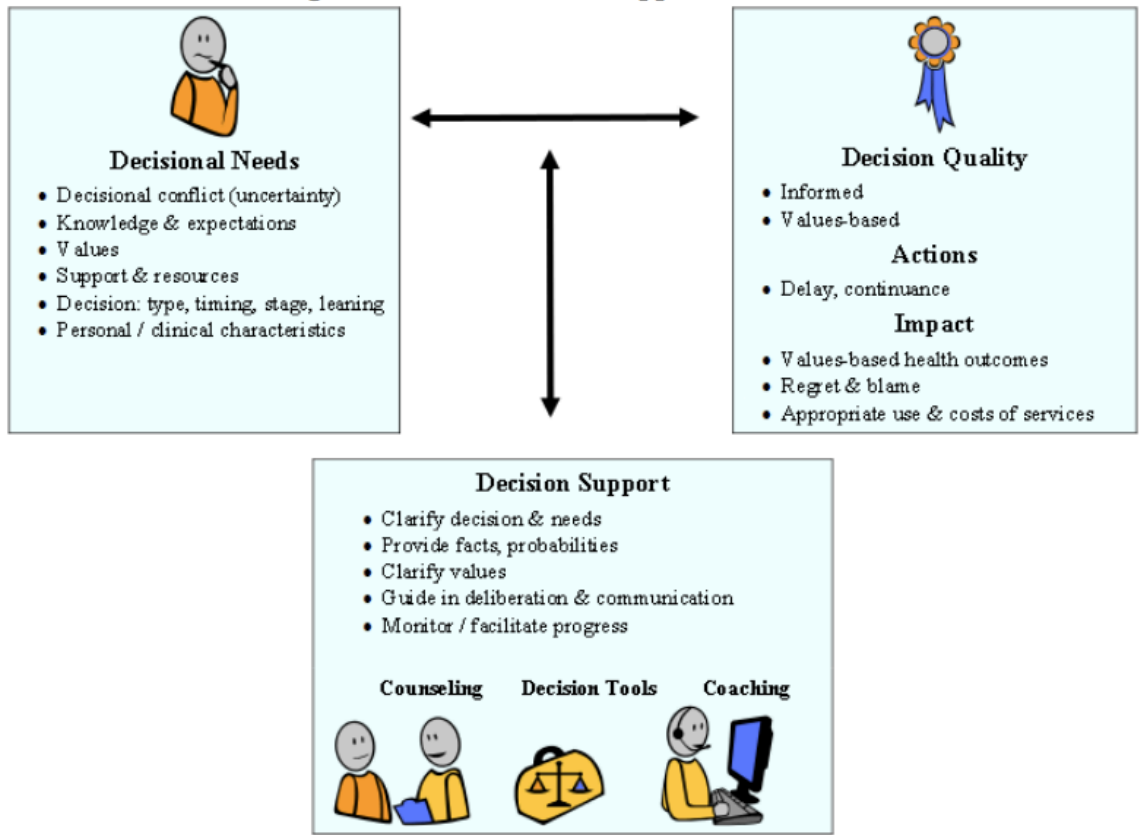 Decisional Needs
• Decisional conflict (uncertainty)
• Knowledge & expectations
• Values
• Support & resources
• Decision: type, timing, stage, leaning
• Personal / clinical characteristics
Decision Quality
• Informed
• Values-based
Actions
• Delay, continuance
Impact
• Values-based health outcomes
• Regret & blame
• Appropriate use & costs of services
Decision Support
• Clarify decision & needs
• Provide facts, probabilities
• Clarify values
• Guide in deliberation & communication
• Monitor / facilitate progress
Counseling Decision Tools Coaching